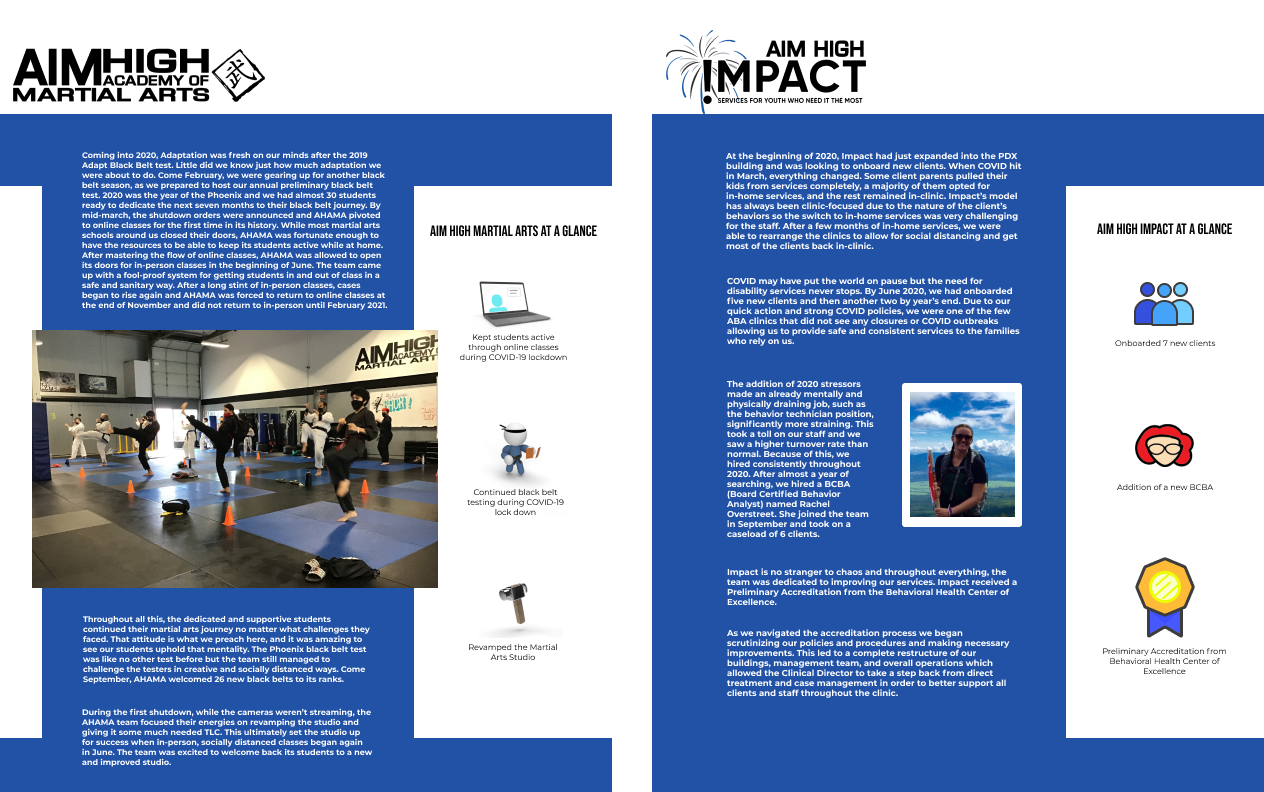 AIMHIGH
ACADEMY OF
MARTIAL ARTS
武
Coming into 2020, Adaptation was fresh on our minds after the 2019
Adapt Black Belt test. Little did we know just how much adaptation we
were about to do. Come February, we were gearing up for another black
belt season, as we prepared to host our annual preliminary black belt
test. 2020 was the year of the Phoenix and we had almost 30 students
ready to dedicate the next seven months to their black belt journey. By
mid-march, the shutdown orders were announced and AHAMA pivoted
to online classes for the first time in its history. While most martial arts
schools around us closed their doors, AHAMA was fortunate enough to
have the resources to be able to keep its students active while at home.
After mastering the flow of online classes, AHAMA was allowed to open
its doors for in-person classes in the beginning of June. The team came
up with a fool-proof system for getting students in and out of class in a
safe and sanitary way. After a long stint of in-person classes, cases
began to rise again and AHAMA was forced to return to online classes at
the end of November and did not return to in-person until February 2021.
AIMHIGH
ACADEMY OF
MARTIAL ART
Throughout all this, the dedicated and supportive students
continued their martial arts journey no matter what challenges they
faced. That attitude is what we preach here, and it was amazing to
see our students uphold that mentality. The Phoenix black belt test
was like no other test before but the team still managed to
challenge the testers in creative and socially distanced ways. Come
September, AHAMA welcomed 26 new black belts to its ranks.
During the first shutdown, while the cameras weren't streaming, the
AHAMA team focused their energies on revamping the studio and
giving it some much needed TLC. This ultimately set the studio up
for success when in-person, socially distanced classes began again
in June. The team was excited to welcome back its students to a new
and improved studio.
AIM HIGH MARTIAL ARTS AT A GLANCE
Kept students active
through online classes
during COVID-19 lockdown
Continued black belt
testing during COVID-19
lock down
Revamped the Martial
Arts Studio
AIM HIGH
IMPACT
SERVICES FOR YOUTH WHO NEED IT THE MOST
At the beginning of 2020, Impact had just expanded into the PDX
building and was looking to onboard new clients. When COVID hit
in March, everything changed. Some client parents pulled their
kids from services completely, a majority of them opted for
in-home services, and the rest remained in-clinic. Impact's model
has always been clinic-focused due to the nature of the client's
behaviors so the switch to in-home services was very challenging
for the staff. After a few months of in-home services, we were
able to rearrange the clinics to allow for social distancing and get
most of the clients back in-clinic.
COVID may have put the world on pause but the need for
disability services never stops. By June 2020, we had onboarded
five new clients and then another two by year's end. Due to our
quick action and strong COVID policies, we were one of the few
ABA clinics that did not see any closures or COVID outbreaks
allowing us to provide safe and consistent services to the families
who rely on us.
The addition of 2020 stressors
made an already mentally and
physically draining job, such as
the behavior technician position,
significantly more straining. This
took a toll on our staff and we
saw a higher turnover rate than
normal. Because of this, we
hired consistently throughout
2020. After almost a year of
searching, we hired a BCBA
(Board Certified Behavior
Analyst) named Rachel
Overstreet. She joined the team
in September and took on a
caseload of 6 clients.
Impact is no stranger to chaos and throughout everything, the
team was dedicated to improving our services. Impact received a
Preliminary Accreditation from the Behavioral Health Center of
Excellence.
As we navigated the accreditation process we began
scrutinizing our policies and procedures and making necessary
improvements. This led to a complete restructure of our
buildings, management team, and overall operations which
allowed the Clinical Director to take a step back from direct
treatment and case management in order to better support all
clients and staff throughout the clinic.
AIM HIGH IMPACT AT A GLANCE
Onboarded 7 new clients
Addition of a new BCBA
Preliminary Accreditation from
Behavioral Health Center of
Excellence